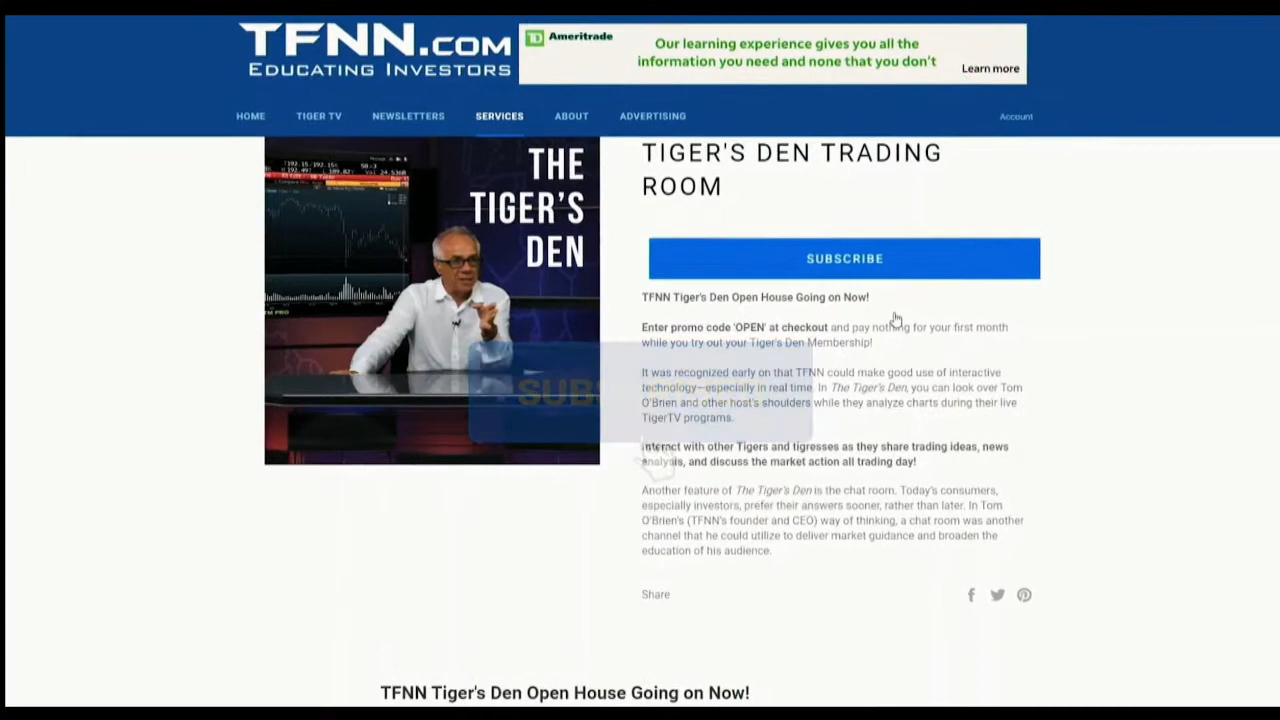 TFNN.COM
EDUCATING INVESTORS
TD Ameritrade
Our learning experience gives you all the
information you need and none that you don't
Learn more
HOME TIGER TV NEWSLETTERS SERVICES ABOUT ADVERTISING
Account
THE
TIGER'S
DEN
TIGER'S DEN TRADING
ROOM
SUBSCRIBE
TFNN Tiger's Den Open House Going on Now!
Enter promo code 'OPEN' at checkout and pay nothing for your first month
while you try out your Tiger's Den Membership!
It was recognized early on that TFNN could make good use of interactive
technology—especially in real time. In The Tiger's Den, you can look over Tom
O'Brien and other host's shoulders while they analyze charts during their live
TigerTV programs.
Interact with other Tigers and tigresses as they share trading ideas, news
analysis, and discuss the market action all trading day!
Another feature of The Tiger's Den is the chat room. Today's consumers,
especially investors, prefer their answers sooner, rather than later. In Tom
O'Brien's (TFNN's founder and CEO) way of thinking, a chat room was another
channel that he could utilize to deliver market guidance and broaden the
education of his audience.
Share
TFNN Tiger's Den Open House Going on Now!